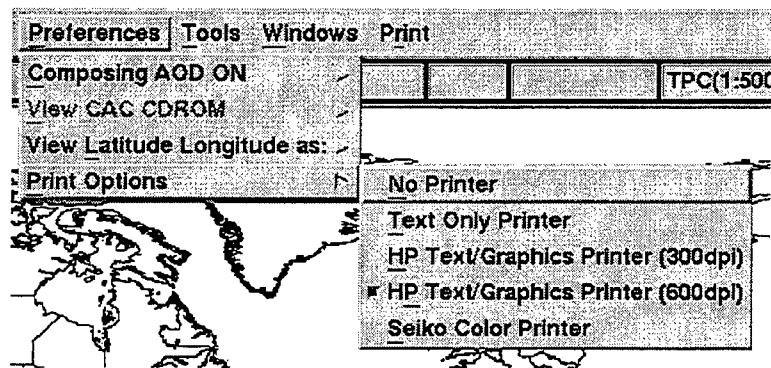 Preferences Tools Windows Print
Composing AOD ON
View CAC CDROM
View Latitude Longitude as:
Print Options
TPC(1:500
No Printer
Text Only Printer
HP Text/Graphics Printer (300dpi)
HP Text/Graphics Printer (600dpi)
Seiko Color Printer